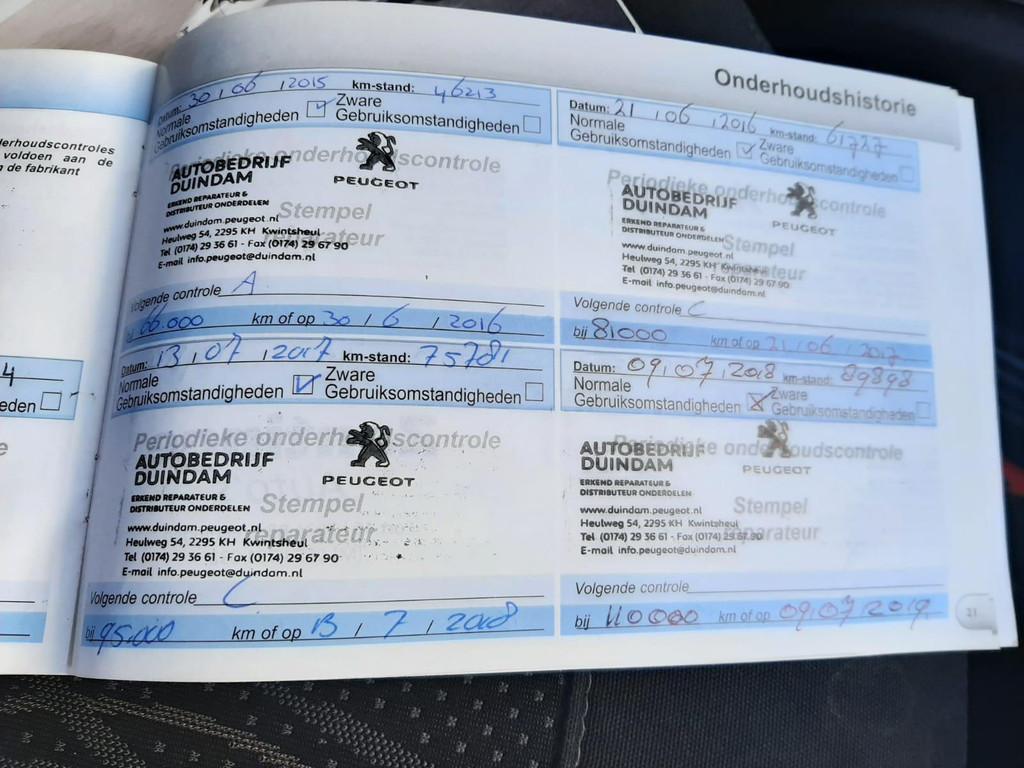 Onderhoudshistorie
derhoudscontroles
voldoen aan de
de fabrikant
4
eden
Datum: 30 / 06 / 2015 km-stand: 46213
Normale Gebruiksomstandigheden Zware Gebruiksomstandigheden
Periodieke onderhoudscontrole
AUTOBEDRIJF
DUINDAM
PEUGEOT
ERKEND REPARATEUR &
DISTRIBUTEUR ONDERDELEN
Stempel
reparateur
www.duindam.peugeot.nl
Heulweg 54, 2295 KH Kwintsheul
Tel (0174) 29 36 61 - Fax (0174) 29 67 90
E-mail info.peugeot@duindam.nl
Volgende controle A
bij 66.000 km of op 30 / 6 / 2016
Datum: 21 / 06 / 2016 km-stand: 61727
Normale Gebruiksomstandigheden Zware Gebruiksomstandigheden
Periodieke onderhoudscontrole
AUTOBEDRIJF
DUINDAM
PEUGEOT
ERKEND REPARATEUR &
DISTRIBUTEUR ONDERDELEN
Stempel
reparateur
www.duindam.peugeot.nl
Heulweg 54, 2295 KH Kwintsheul
Tel (0174) 29 36 61 - Fax (0174) 29 67 90
E-mail info.peugeot@duindam.nl
Volgende controle C
bij 81000 km of op 21 / 06 / 2017
Datum: 13 / 07 / 2017 km-stand: 75781
Normale Gebruiksomstandigheden Zware Gebruiksomstandigheden
Periodieke onderhoudscontrole
AUTOBEDRIJF
DUINDAM
PEUGEOT
ERKEND REPARATEUR &
DISTRIBUTEUR ONDERDELEN
Stempel
reparateur
www.duindam.peugeot.nl
Heulweg 54, 2295 KH Kwintsheul
Tel (0174) 29 36 61 - Fax (0174) 29 67 90
E-mail info.peugeot@duindam.nl
Volgende controle C
bij 95.000 km of op 13 / 7 / 2018
Datum: 09 / 07 / 2018 km-stand: 89898
Normale Gebruiksomstandigheden Zware Gebruiksomstandigheden
Periodieke onderhoudscontrole
AUTOBEDRIJF
DUINDAM
PEUGEOT
ERKEND REPARATEUR &
DISTRIBUTEUR ONDERDELEN
Stempel
reparateur
www.duindam.peugeot.nl
Heulweg 54, 2295 KH Kwintsheul
Tel (0174) 29 36 61 - Fax (0174) 29 67 90
E-mail info.peugeot@duindam.nl
Volgende controle
bij 110000 km of op 09 / 07 / 2019
21